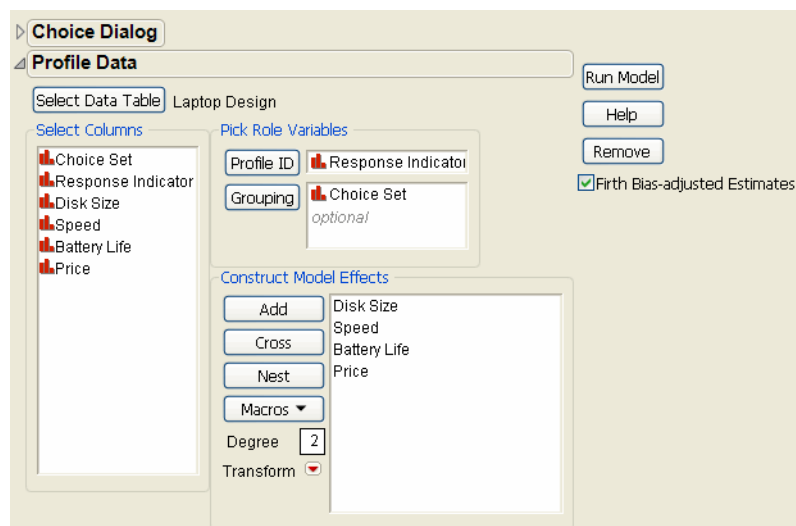 Choice Dialog
Profile Data
Select Data Table Laptop Design
Select Columns
Choice Set
Response Indicator
Disk Size
Speed
Battery Life
Price
Pick Role Variables
Profile ID Response Indicator
Grouping Choice Set
optional
Construct Model Effects
Add
Cross
Nest
Macros
Degree 2
Transform
Disk Size
Speed
Battery Life
Price
Run Model
Help
Remove
Firth Bias-adjusted Estimates